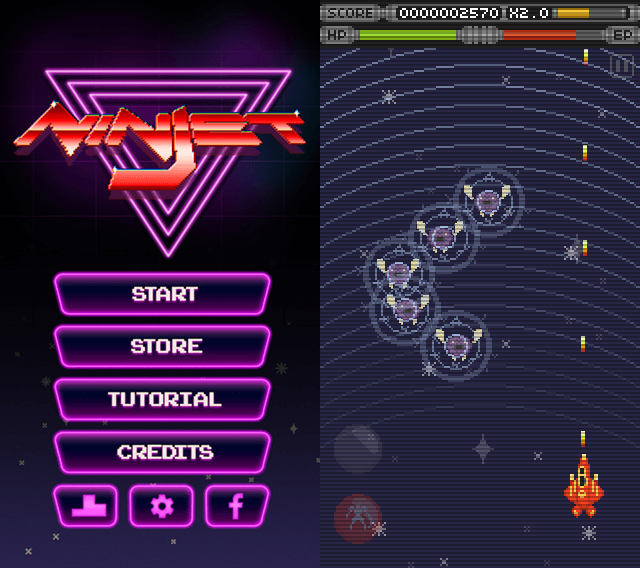 NINJET
START
STORE
TUTORIAL
CREDITS
f
SCORE 0000002570 X2.0
HP EP